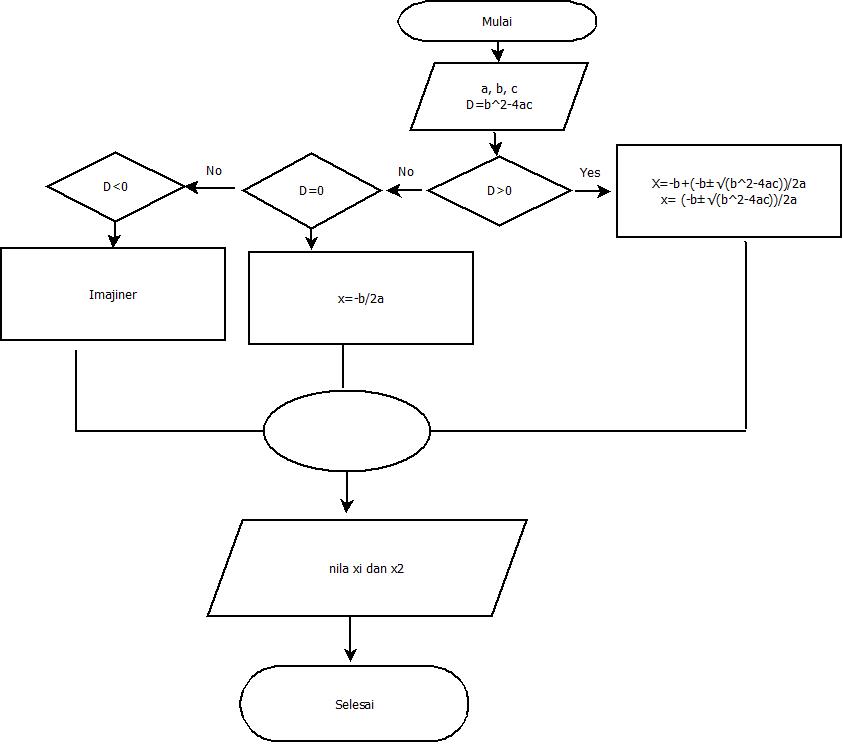 Mulai
a, b, c
D=b^2-4ac
D<0
No
D=0
No
D>0
Yes
X=-b+(-b±√(b^2-4ac))/2a
x= (-b±√(b^2-4ac))/2a
Imajiner
x=-b/2a
nila xi dan x2
Selesai